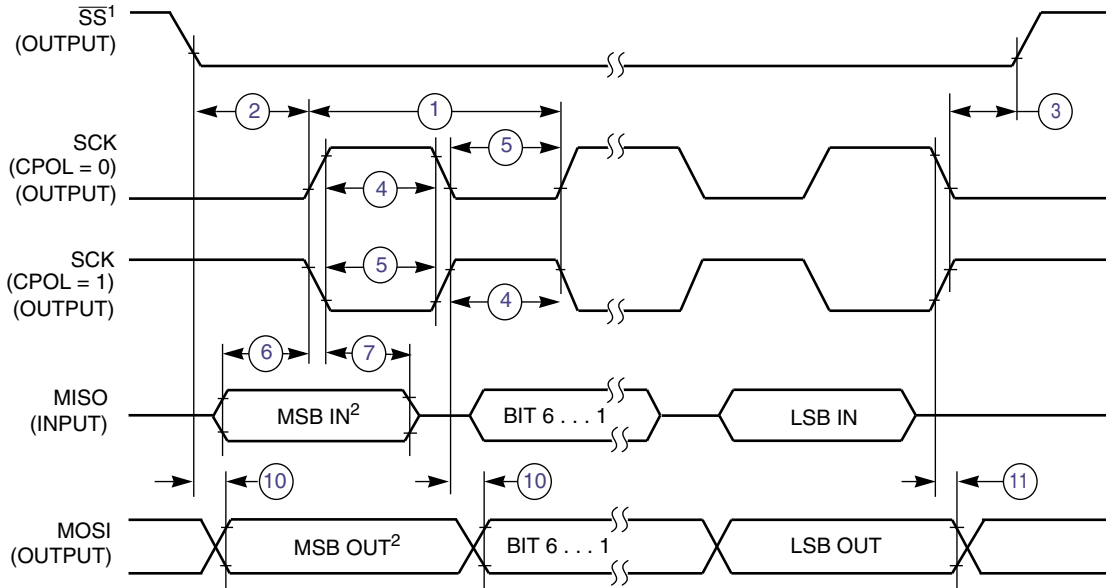 SS¹
(OUTPUT)
2
1
3
SCK
(CPOL = 0)
(OUTPUT)
5
4
SCK
(CPOL = 1)
(OUTPUT)
5
4
6
7
MISO
(INPUT)
MSB IN²
BIT 6 . . . 1
LSB IN
10
10
11
MOSI
(OUTPUT)
MSB OUT²
BIT 6 . . . 1
LSB OUT